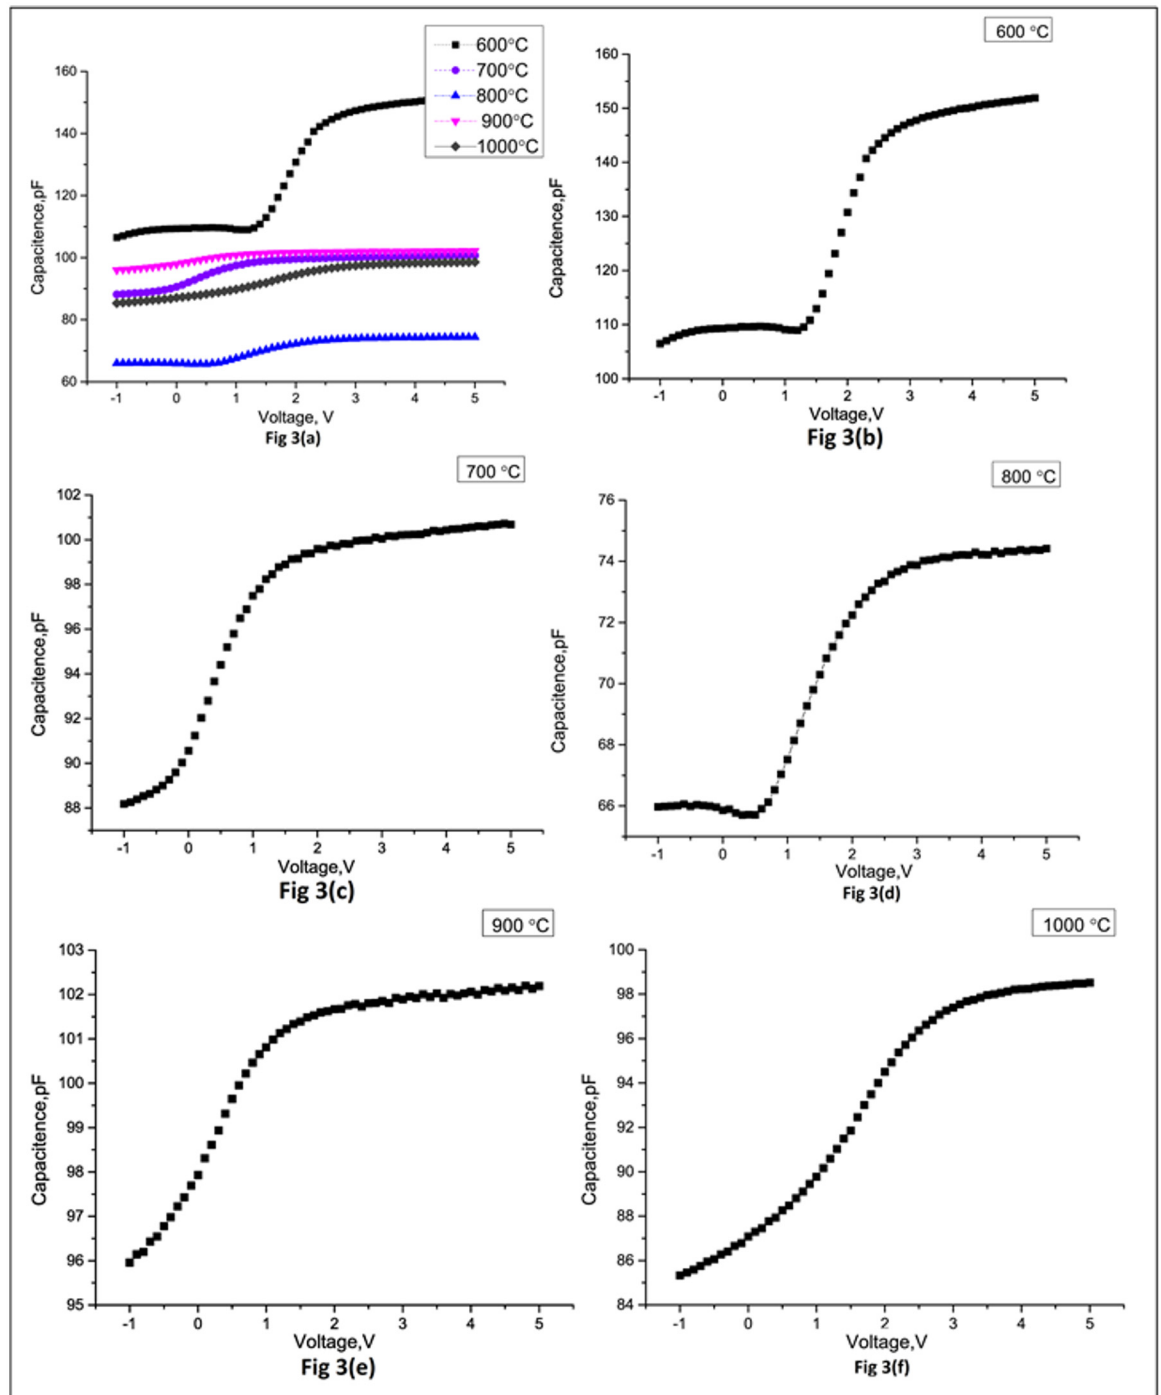 600°C
700°C
800°C
900°C
1000°C
160
140
120
100
80
60
Capacitence,pF
-1 0 1 2 3 4 5
Voltage, V
Fig 3(a)
600 °C
160
150
140
130
120
110
100
Capacitence,pF
-1 0 1 2 3 4 5
Voltage,V
Fig 3(b)
700 °C
102
100
98
96
94
92
90
88
Capacitence,pF
-1 0 1 2 3 4 5
Voltage,V
Fig 3(c)
800 °C
76
74
72
70
68
66
Capacitence,pF
-1 0 1 2 3 4 5
Voltage,V
Fig 3(d)
900 °C
103
102
101
100
99
98
97
96
95
Capacitence,pF
-1 0 1 2 3 4 5
Voltage,V
Fig 3(e)
1000 °C
100
98
96
94
92
90
88
86
84
Capacitence,pF
-1 0 1 2 3 4 5
Voltage,V
Fig 3(f)